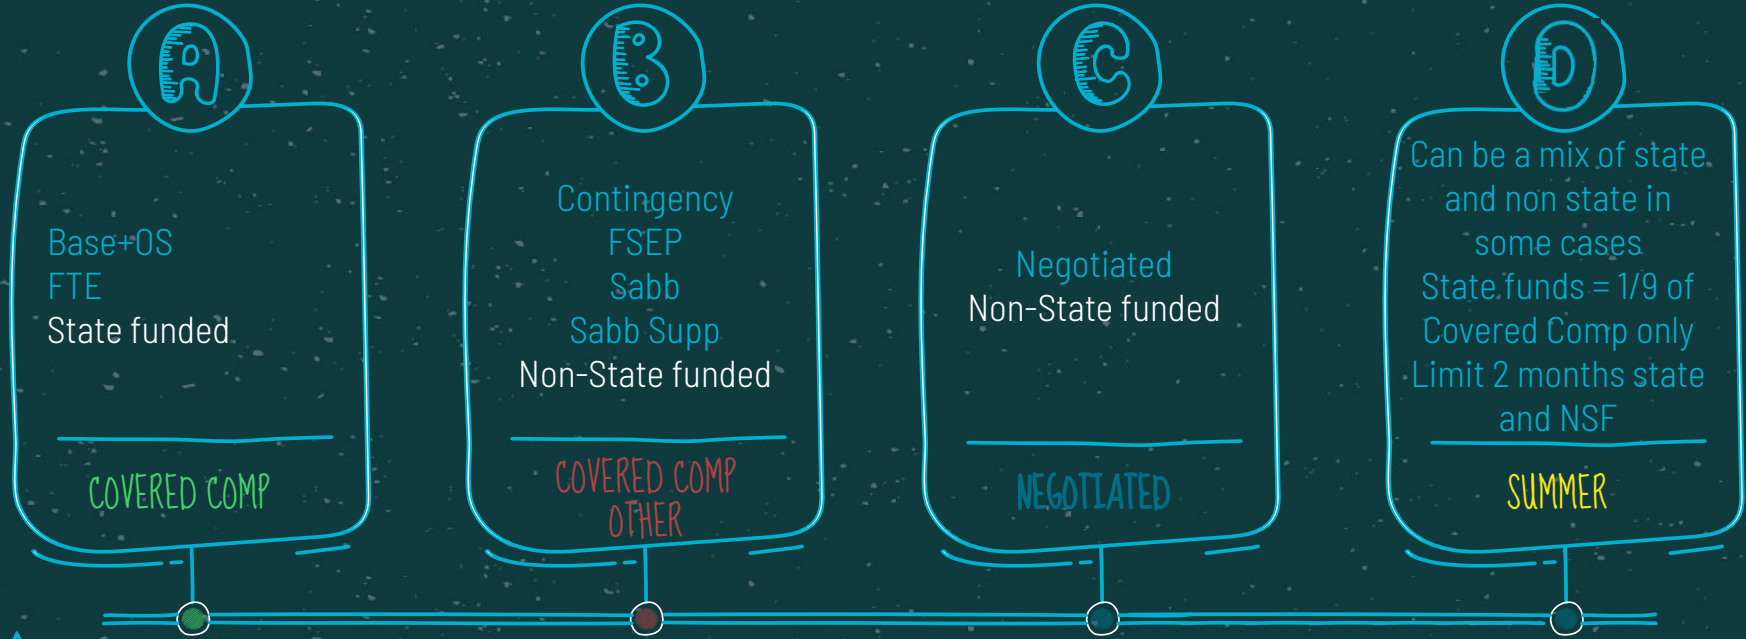 A
Base+OS
FTE
State funded
COVERED COMP
B
Contingency
FSEP
Sabb
Sabb Supp
Non-State funded
COVERED COMP
OTHER
C
Negotiated
Non-State funded
NEGOTIATED
D
Can be a mix of state
and non state in
some cases
State funds = 1/9 of
Covered Comp only
Limit 2 months state
and NSF
SUMMER